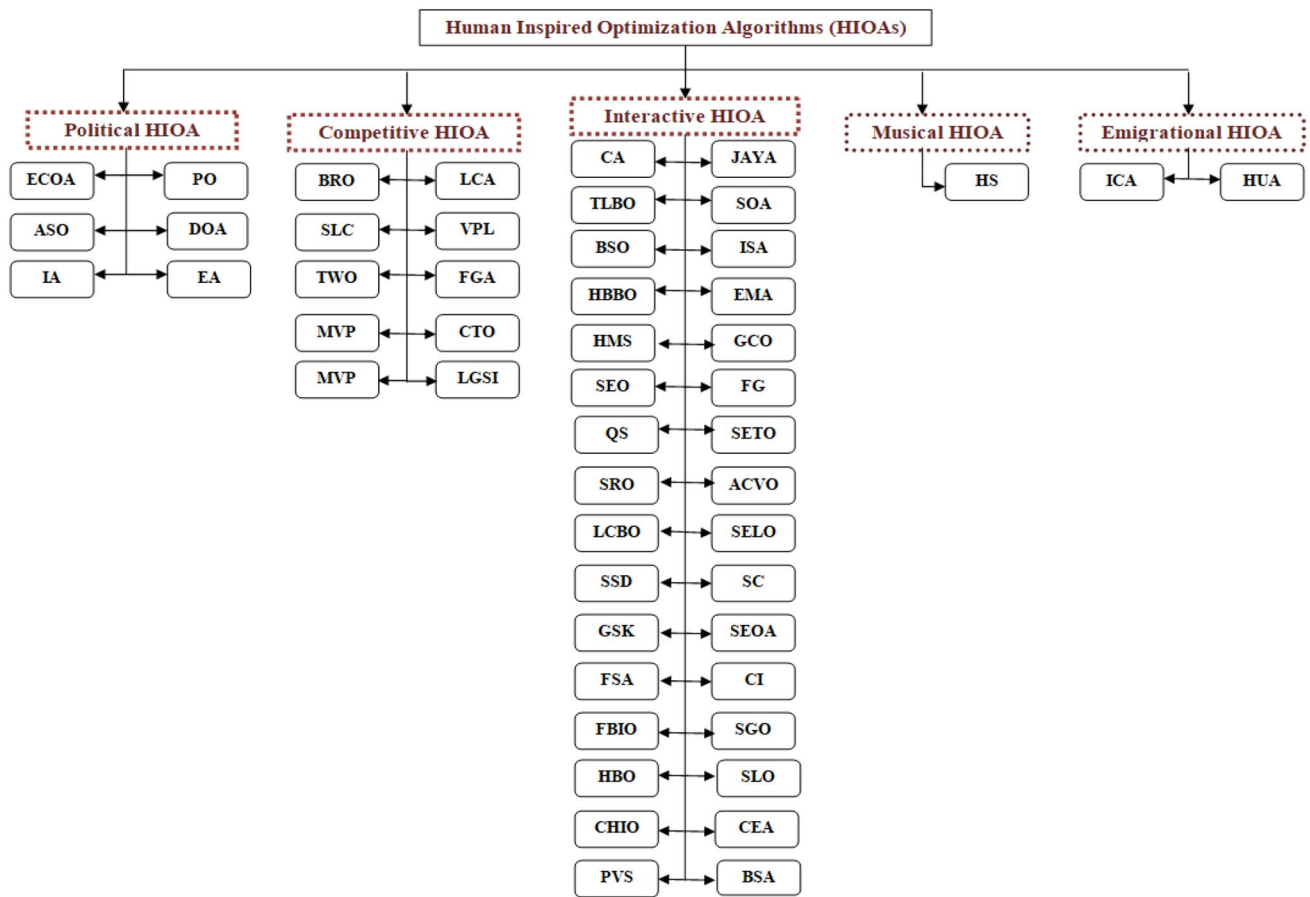 Human Inspired Optimization Algorithms (HIOAs)
Political HIOA
ECOA
PO
ASO
DOA
IA
EA
Competitive HIOA
BRO
LCA
SLC
VPL
TWO
FGA
MVP
CTO
MVP
LGSI
Interactive HIOA
CA
JAYA
TLBO
SOA
BSO
ISA
HBBO
EMA
HMS
GCO
SEO
FG
QS
SETO
SRO
ACVO
LCBO
SELO
SSD
SC
GSK
SEOA
FSA
CI
FBIO
SGO
HBO
SLO
CHIO
CEA
PVS
BSA
Musical HIOA
HS
Emigrational HIOA
ICA
HUA